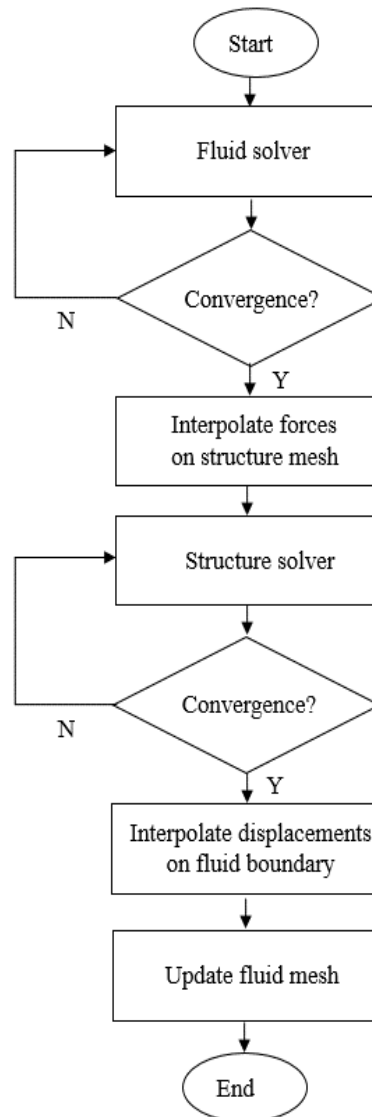 Start
Fluid solver
Convergence?
N
Y
Interpolate forces
on structure mesh
Structure solver
Convergence?
N
Y
Interpolate displacements
on fluid boundary
Update fluid mesh
End